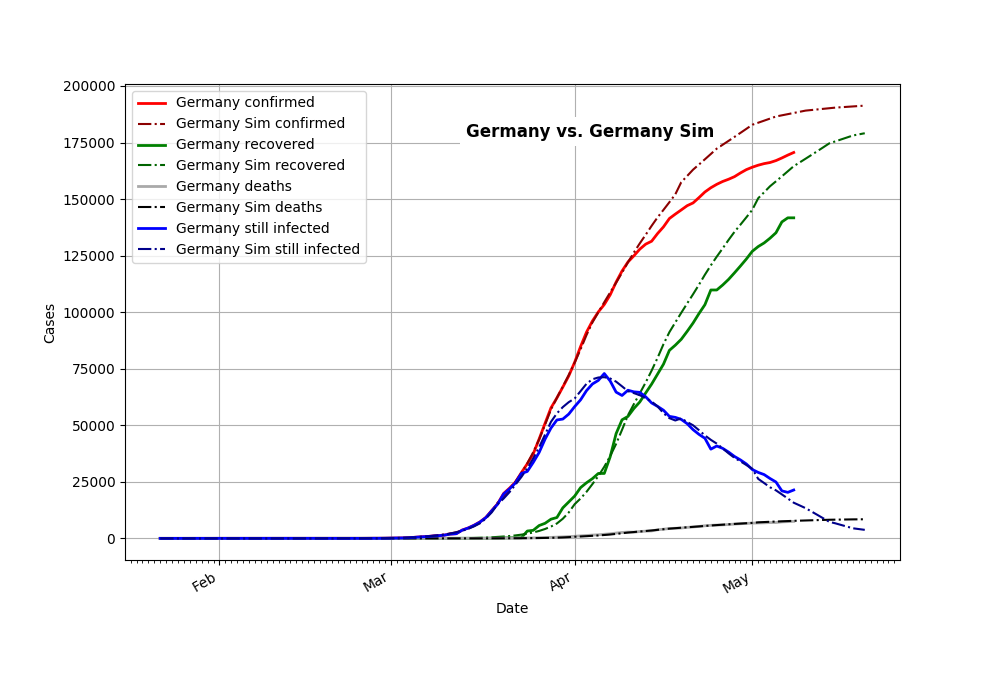 Germany vs. Germany Sim
Germany confirmed
Germany Sim confirmed
Germany recovered
Germany Sim recovered
Germany deaths
Germany Sim deaths
Germany still infected
Germany Sim still infected
Cases
200000
175000
150000
125000
100000
75000
50000
25000
0
Feb
Mar
Apr
May
Date